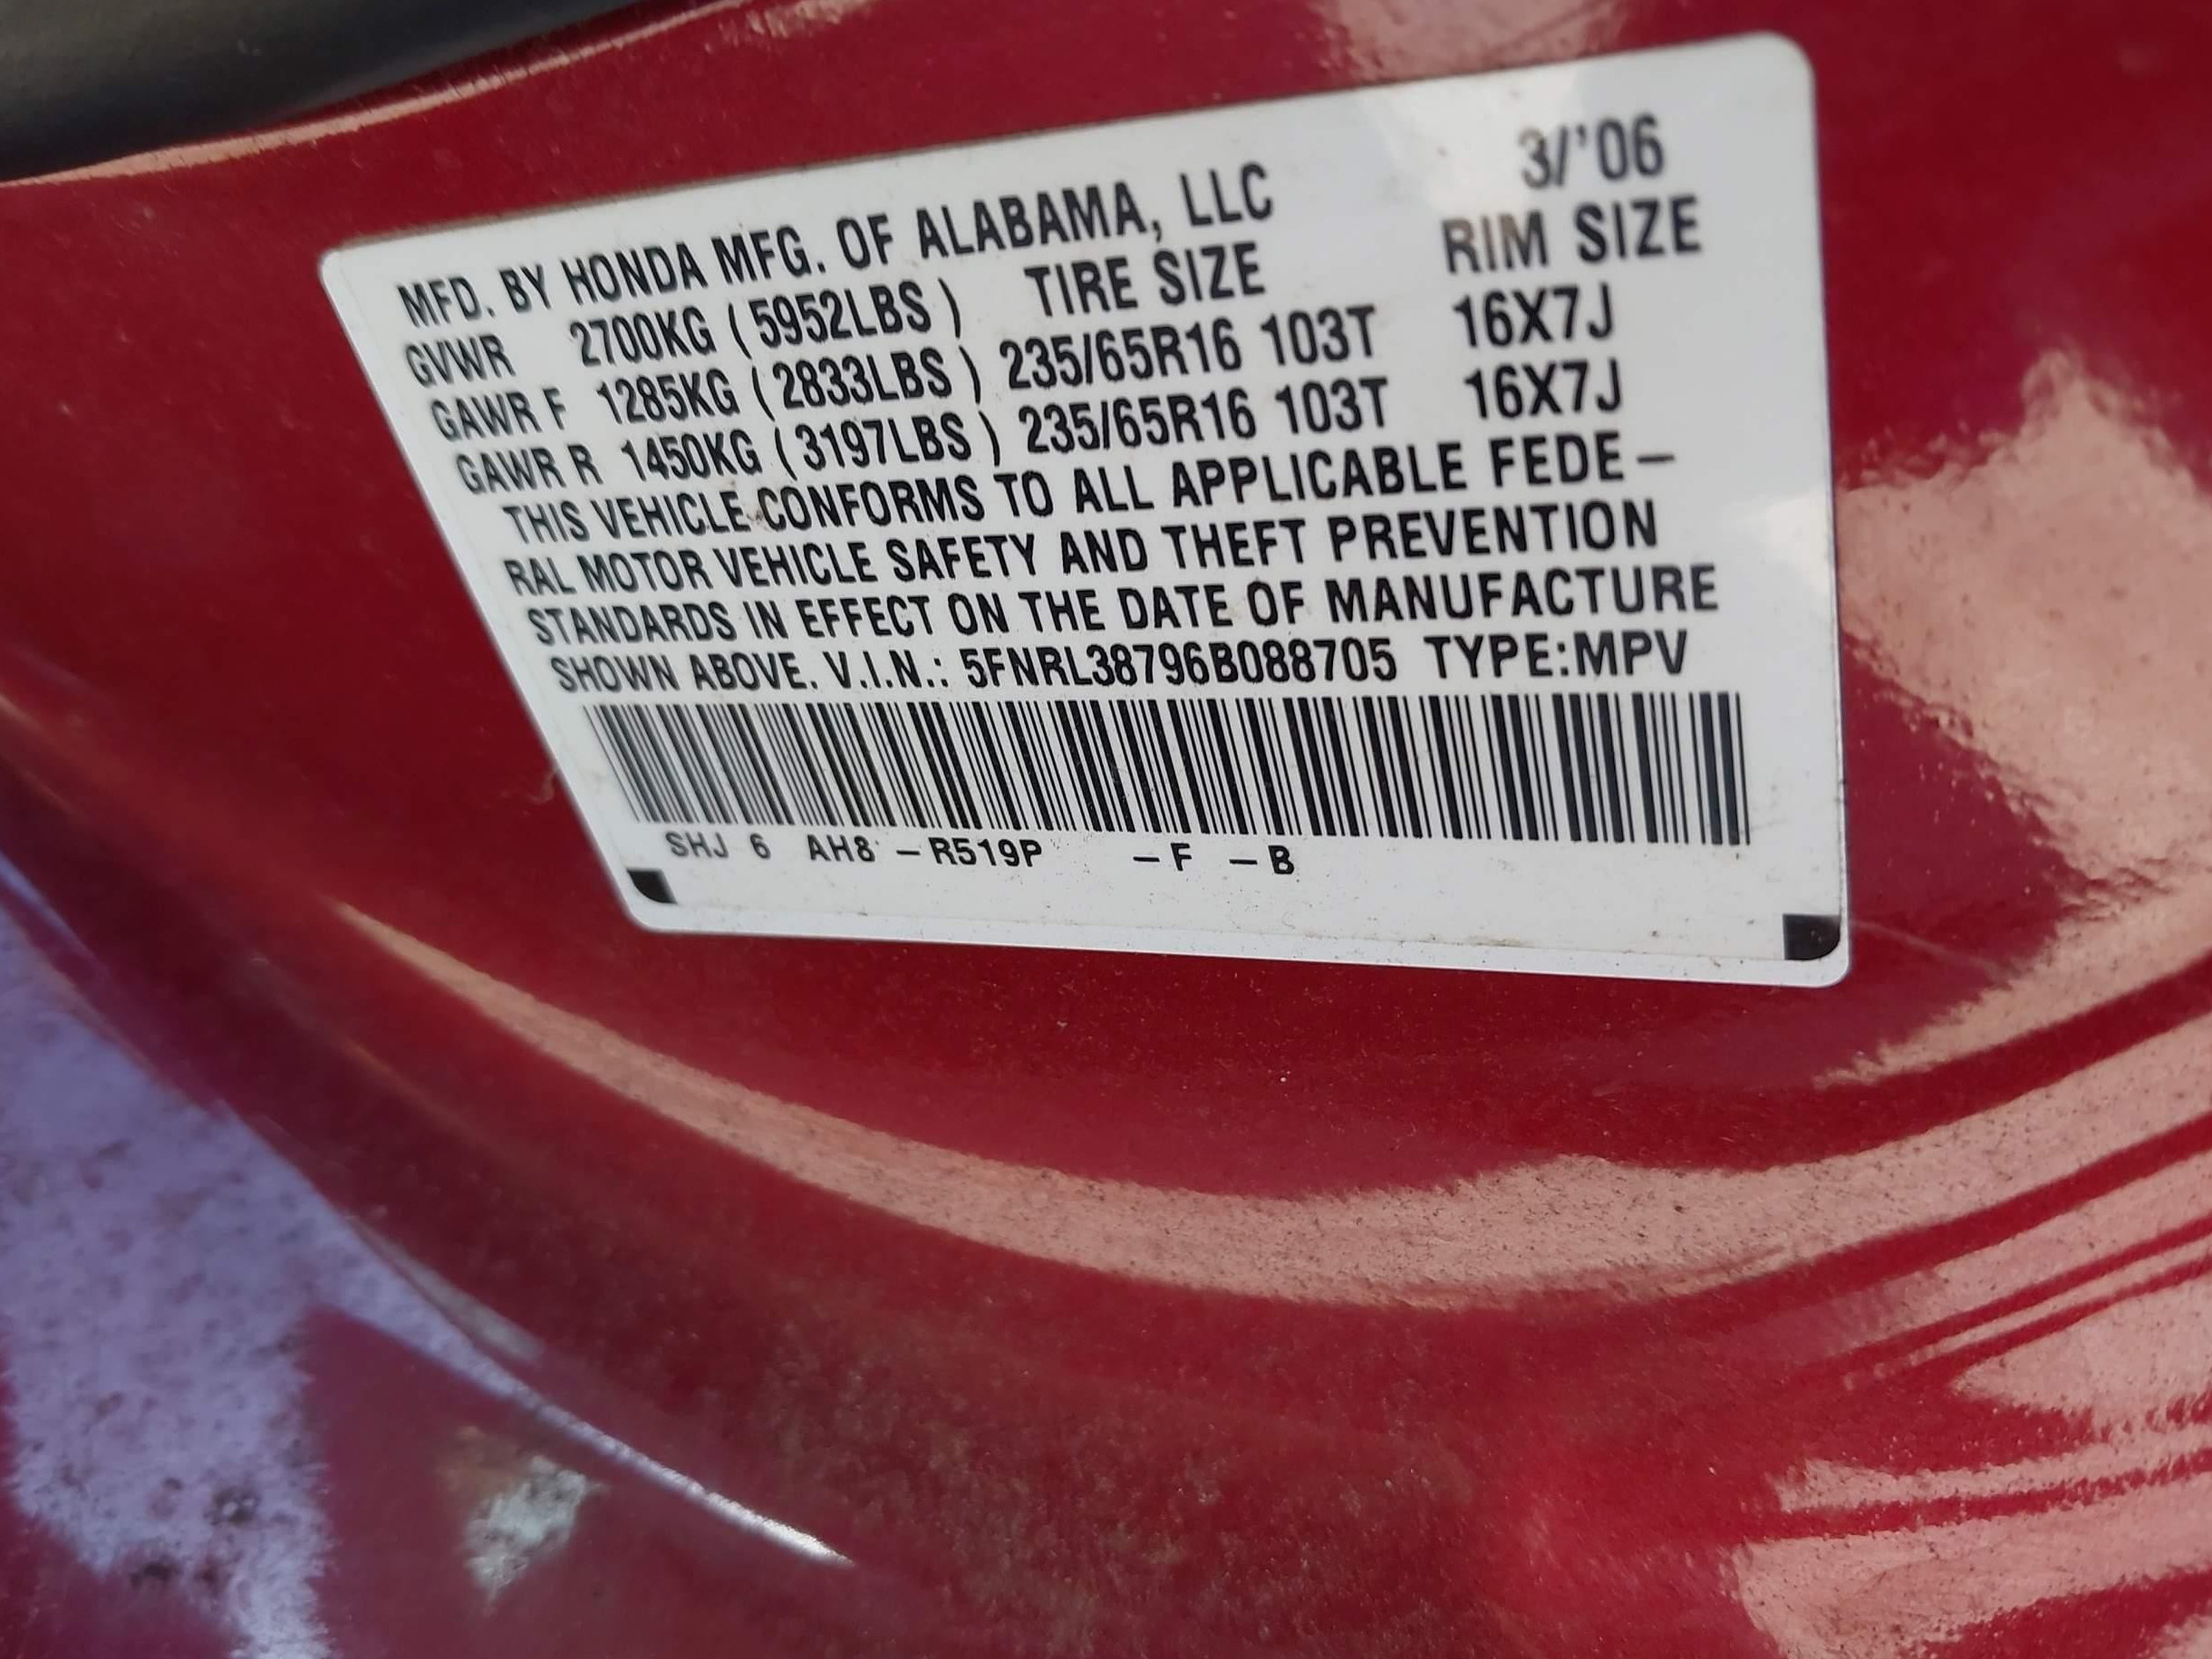 3/'06
MFD. BY HONDA MFG. OF ALABAMA, LLC
GVWR 2700KG (5952LBS) TIRE SIZE RIM SIZE
GAWR F 1285KG (2833LBS) 235/65R16 103T 16X7J
GAWR R 1450KG (3197LBS) 235/65R16 103T 16X7J
THIS VEHICLE CONFORMS TO ALL APPLICABLE FEDE-
RAL MOTOR VEHICLE SAFETY AND THEFT PREVENTION
STANDARDS IN EFFECT ON THE DATE OF MANUFACTURE
SHOWN ABOVE. V.I.N.: 5FNRL38796B088705 TYPE:MPV
SHJ 6 AH8 -R519P -F -B